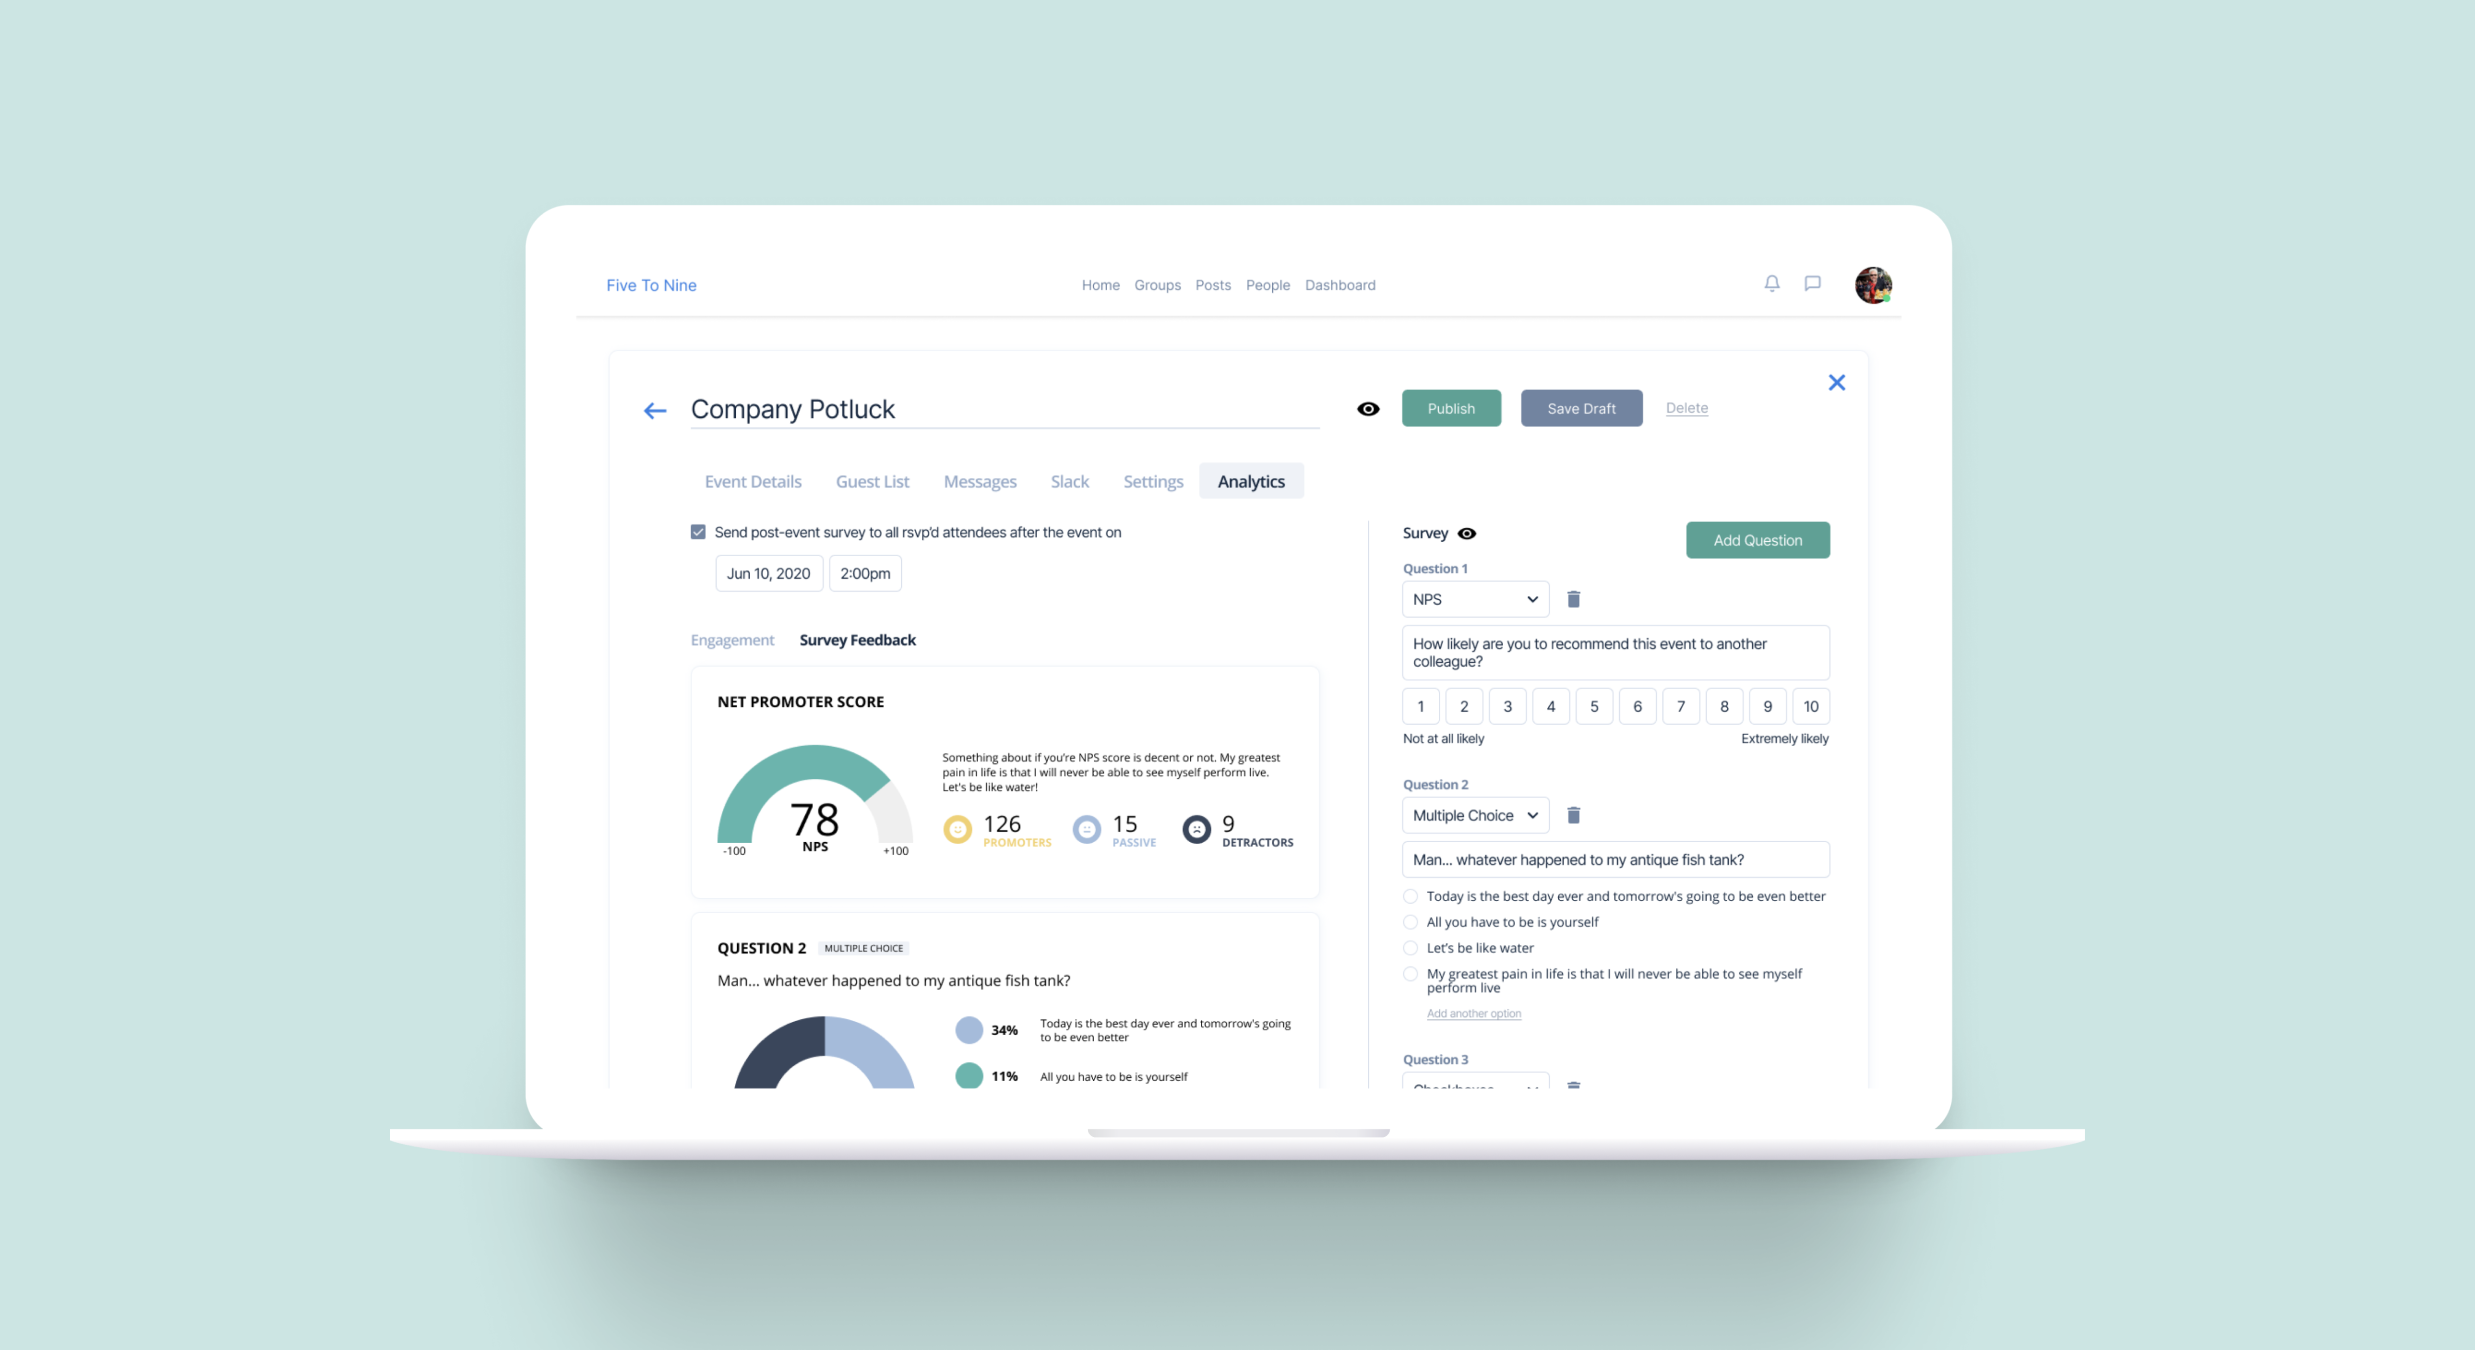 Five To Nine
Home Groups Posts People Dashboard
Company Potluck
Publish Save Draft Delete
Event Details Guest List Messages Slack Settings Analytics
Send post-event survey to all rsvp'd attendees after the event on
Jun 10, 2020 2:00pm
Engagement Survey Feedback
NET PROMOTER SCORE
78
NPS
-100
+100
Something about if you're NPS score is decent or not. My greatest
pain in life is that I will never be able to see myself perform live.
Let's be like water!
126
PROMOTERS
15
PASSIVE
9
DETRACTORS
QUESTION 2 MULTIPLE CHOICE
Man... whatever happened to my antique fish tank?
34% Today is the best day ever and tomorrow's going
to be even better
11% All you have to be is yourself
Survey
Add Question
Question 1
NPS
How likely are you to recommend this event to another
colleague?
1 2 3 4 5 6 7 8 9 10
Not at all likely Extremely likely
Question 2
Multiple Choice
Man... whatever happened to my antique fish tank?
Today is the best day ever and tomorrow's going to be even better
All you have to be is yourself
Let's be like water
My greatest pain in life is that I will never be able to see myself
perform live
Add another option
Question 3